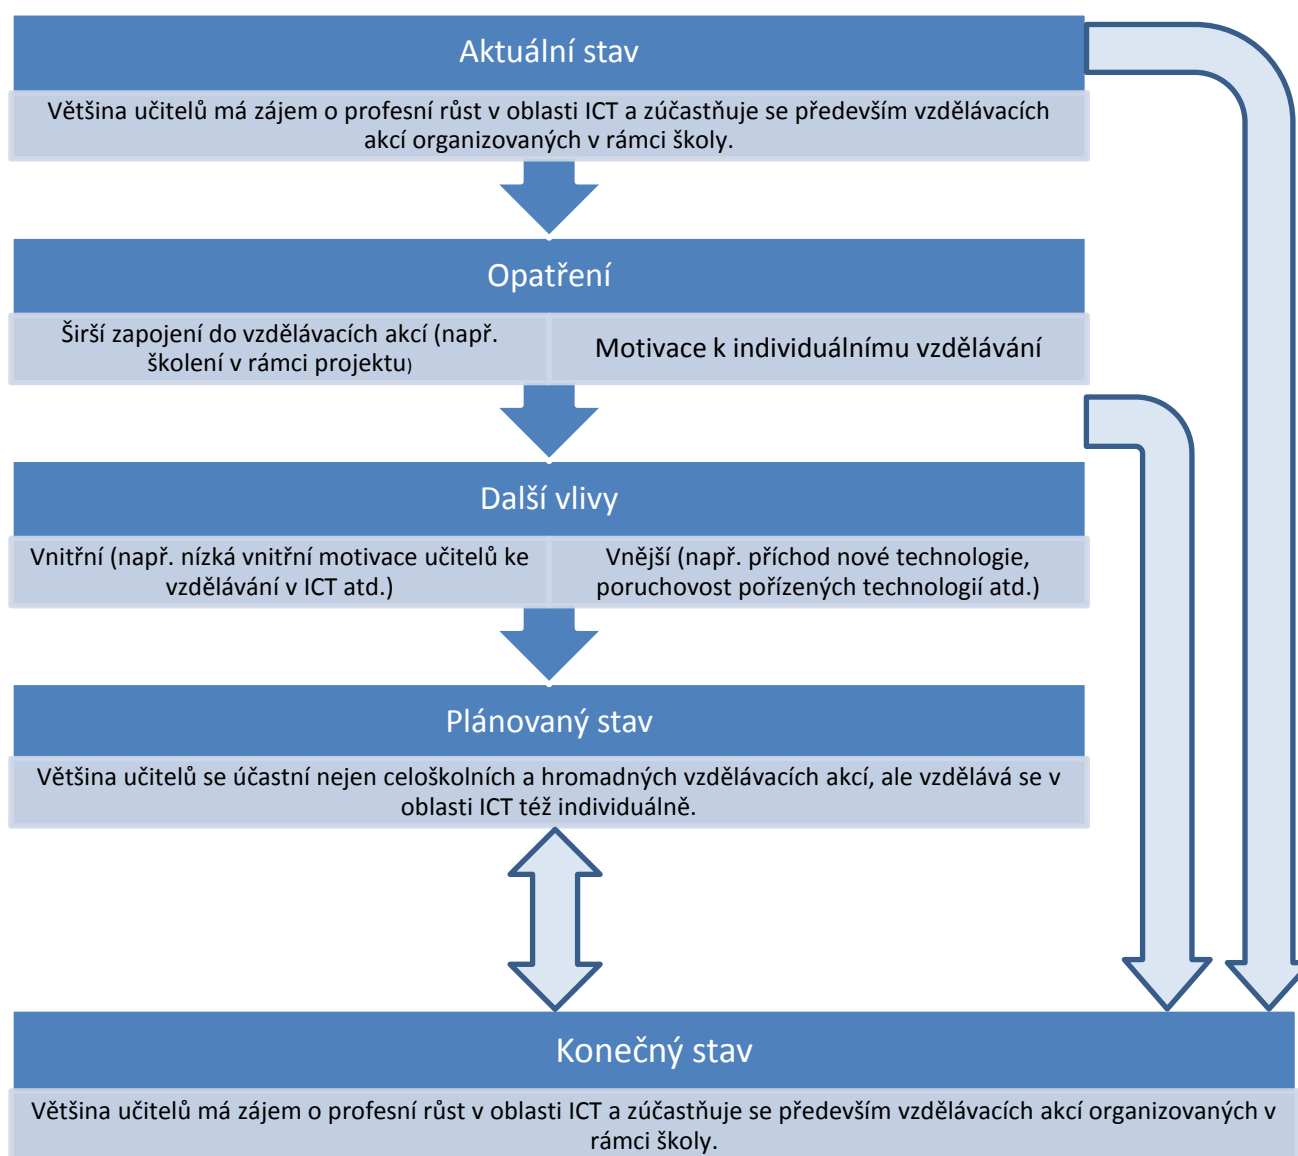 Aktuální stav
Většina učitelů má zájem o profesní růst v oblasti ICT a zúčastňuje se především vzdělávacích
akcí organizovaných v rámci školy.
Opatření
Širší zapojení do vzdělávacích akcí (např.
školení v rámci projektu)
Motivace k individuálnímu vzdělávání
Další vlivy
Vnitřní (např. nízká vnitřní motivace učitelů ke
vzdělávání v ICT atd.)
Vnější (např. příchod nové technologie,
poruchovost pořízených technologií atd.)
Plánovaný stav
Většina učitelů se účastní nejen celoškolních a hromadných vzdělávacích akcí, ale vzdělává se v
oblasti ICT též individuálně.
Konečný stav
Většina učitelů má zájem o profesní růst v oblasti ICT a zúčastňuje se především vzdělávacích akcí organizovaných v
rámci školy.